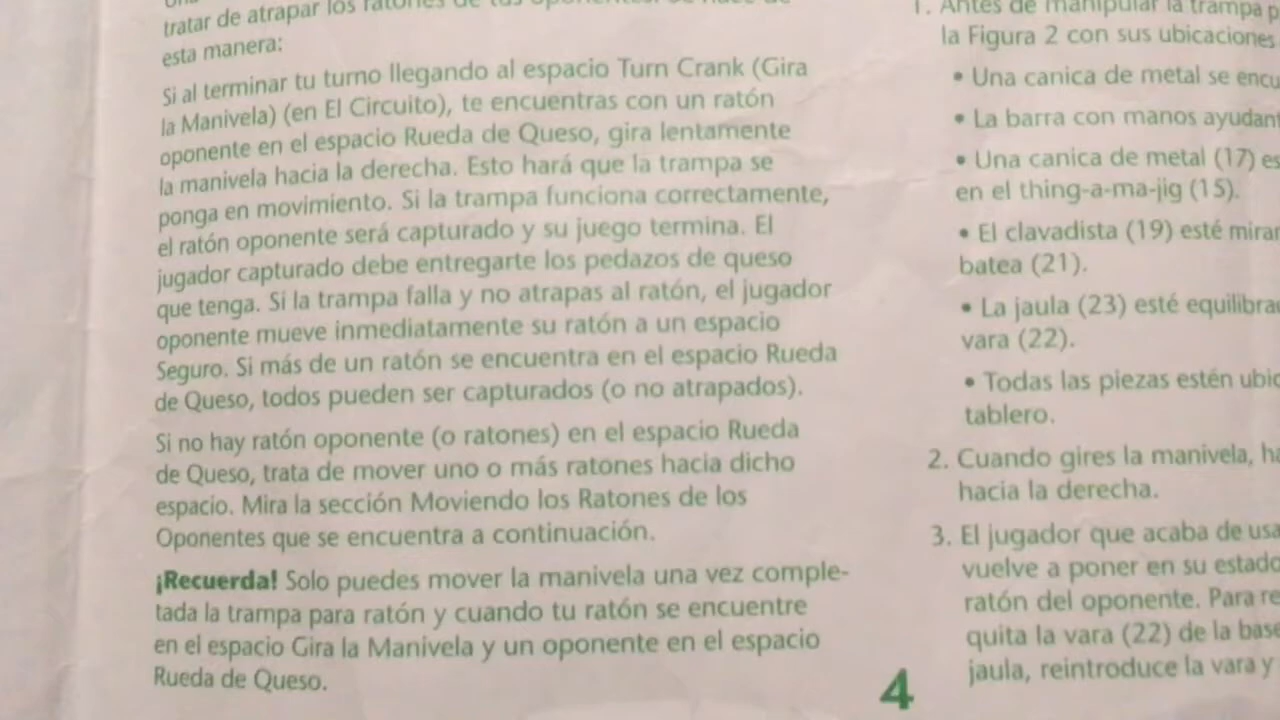 tratar de atrapar los ratones de tus oponentes. Se hace de
esta manera:
Si al terminar tu turno llegando al espacio Turn Crank (Gira
la Manivela) (en El Circuito), te encuentras con un ratón
oponente en el espacio Rueda de Queso, gira lentamente
la manivela hacia la derecha. Esto hará que la trampa se
ponga en movimiento. Si la trampa funciona correctamente,
el ratón oponente será capturado y su juego termina. El
jugador capturado debe entregarte los pedazos de queso
que tenga. Si la trampa falla y no atrapas al ratón, el jugador
oponente mueve inmediatamente su ratón a un espacio
Seguro. Si más de un ratón se encuentra en el espacio Rueda
de Queso, todos pueden ser capturados (o no atrapados).
Si no hay ratón oponente (o ratones) en el espacio Rueda
de Queso, trata de mover uno o más ratones hacia dicho
espacio. Mira la sección Moviendo los Ratones de los
Oponentes que se encuentra a continuación.
¡Recuerda! Solo puedes mover la manivela una vez comple-
tada la trampa para ratón y cuando tu ratón se encuentre
en el espacio Gira la Manivela y un oponente en el espacio
Rueda de Queso.
1. Antes de manipular la trampa p
la Figura 2 con sus ubicaciones
• Una canica de metal se encu
• La barra con manos ayudant
• Una canica de metal (17) es
en el thing-a-ma-jig (15).
• El clavadista (19) esté mirar
batea (21).
• La jaula (23) esté equilibrad
vara (22).
• Todas las piezas estén ubic
tablero.
2. Cuando gires la manivela, ha
hacia la derecha.
3. El jugador que acaba de usa
vuelve a poner en su estado
ratón del oponente. Para re
quita la vara (22) de la base
jaula, reintroduce la vara y
4